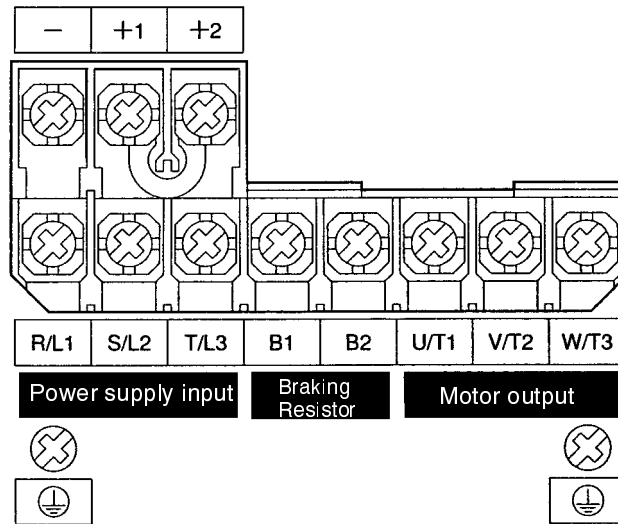 − +1 +2
R/L1 S/L2 T/L3 B1 B2 U/T1 V/T2 W/T3
Power supply input Braking Resistor Motor output